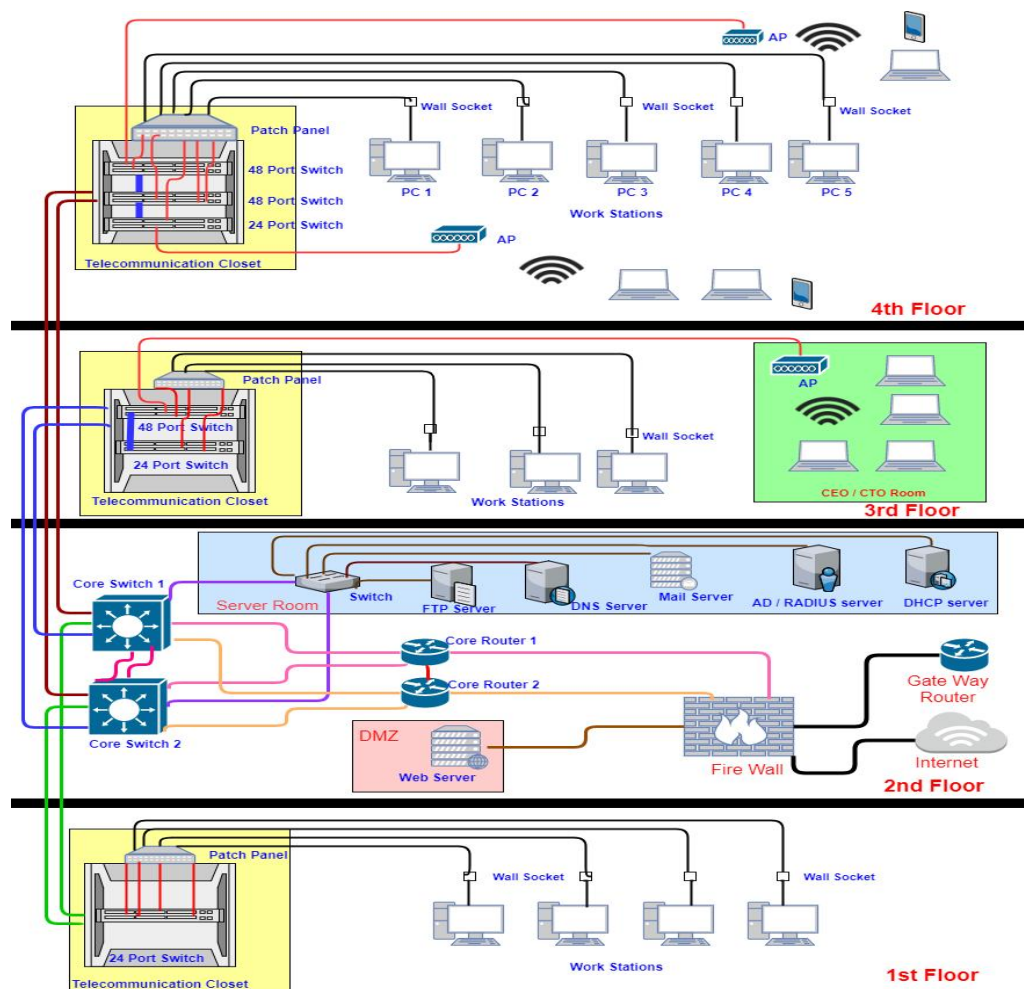 AP
Wall Socket
Wall Socket
Wall Socket
Patch Panel
48 Port Switch
PC 1
PC 2
PC 3
PC 4
PC 5
48 Port Switch
Work Stations
24 Port Switch
AP
Telecommunication Closet
4th Floor
Patch Panel
AP
48 Port Switch
Wall Socket
24 Port Switch
Telecommunication Closet
Work Stations
CEO / CTO Room
3rd Floor
Core Switch 1
Server Room
Switch
FTP Server
DNS Server
Mail Server
AD / RADIUS server
DHCP server
Core Router 1
Core Router 2
Gate Way
Router
DMZ
Web Server
Fire Wall
Internet
Core Switch 2
2nd Floor
Patch Panel
Wall Socket
Wall Socket
24 Port Switch
Work Stations
Telecommunication Closet
1st Floor